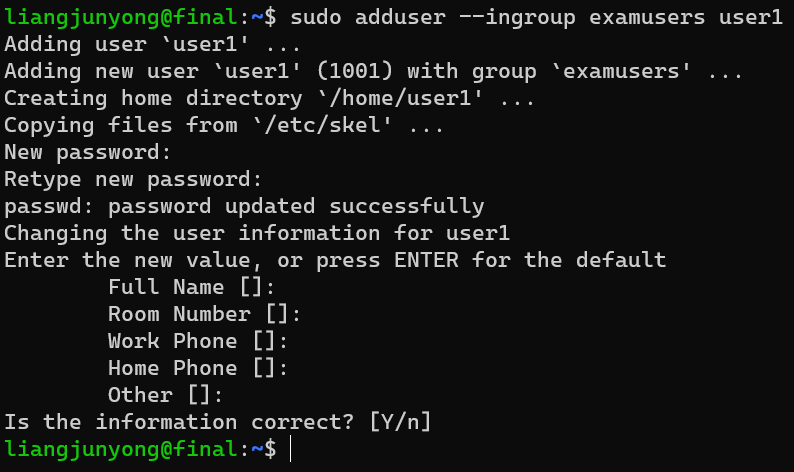 liangjunyong@final:~$ sudo adduser --ingroup examusers user1
Adding user `user1' ...
Adding new user `user1' (1001) with group `examusers' ...
Creating home directory `/home/user1' ...
Copying files from `/etc/skel' ...
New password:
Retype new password:
passwd: password updated successfully
Changing the user information for user1
Enter the new value, or press ENTER for the default
        Full Name []:
        Room Number []:
        Work Phone []:
        Home Phone []:
        Other []:
Is the information correct? [Y/n]
liangjunyong@final:~$